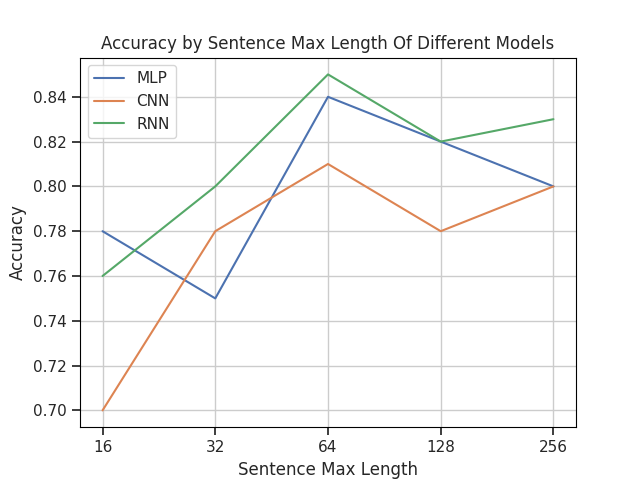 Accuracy by Sentence Max Length Of Different Models
MLP
CNN
RNN
0.84
0.82
0.80
0.78
0.76
0.74
0.72
0.70
Accuracy
16 32 64 128 256
Sentence Max Length